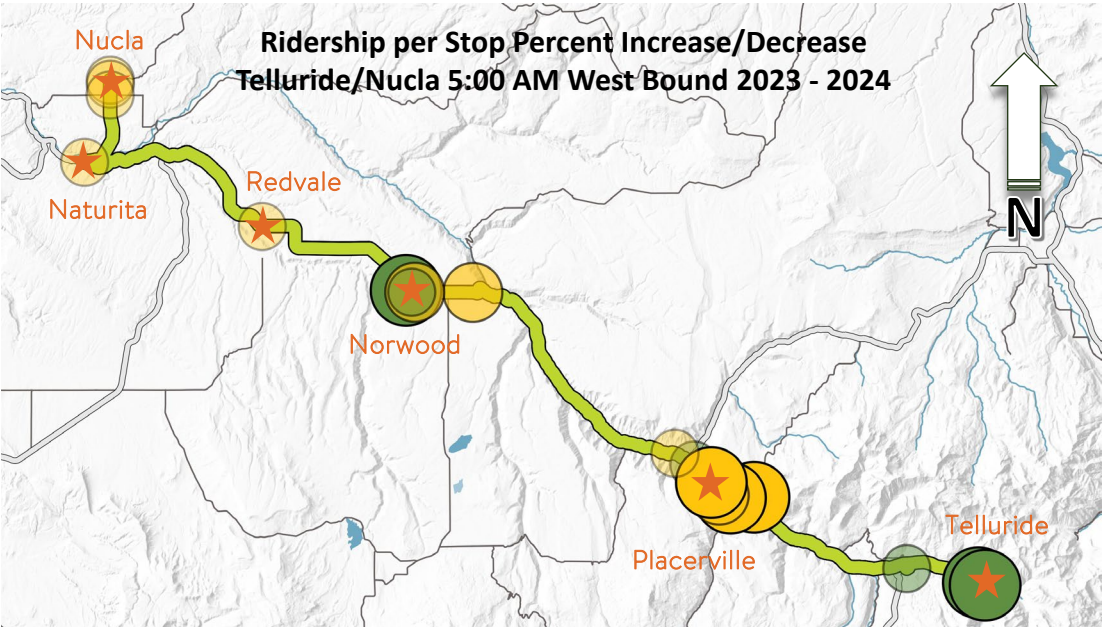 Ridership per Stop Percent Increase/Decrease
Telluride/Nucla 5:00 AM West Bound 2023 - 2024
Nucla
Naturita
Redvale
N
Norwood
Telluride
Placerville